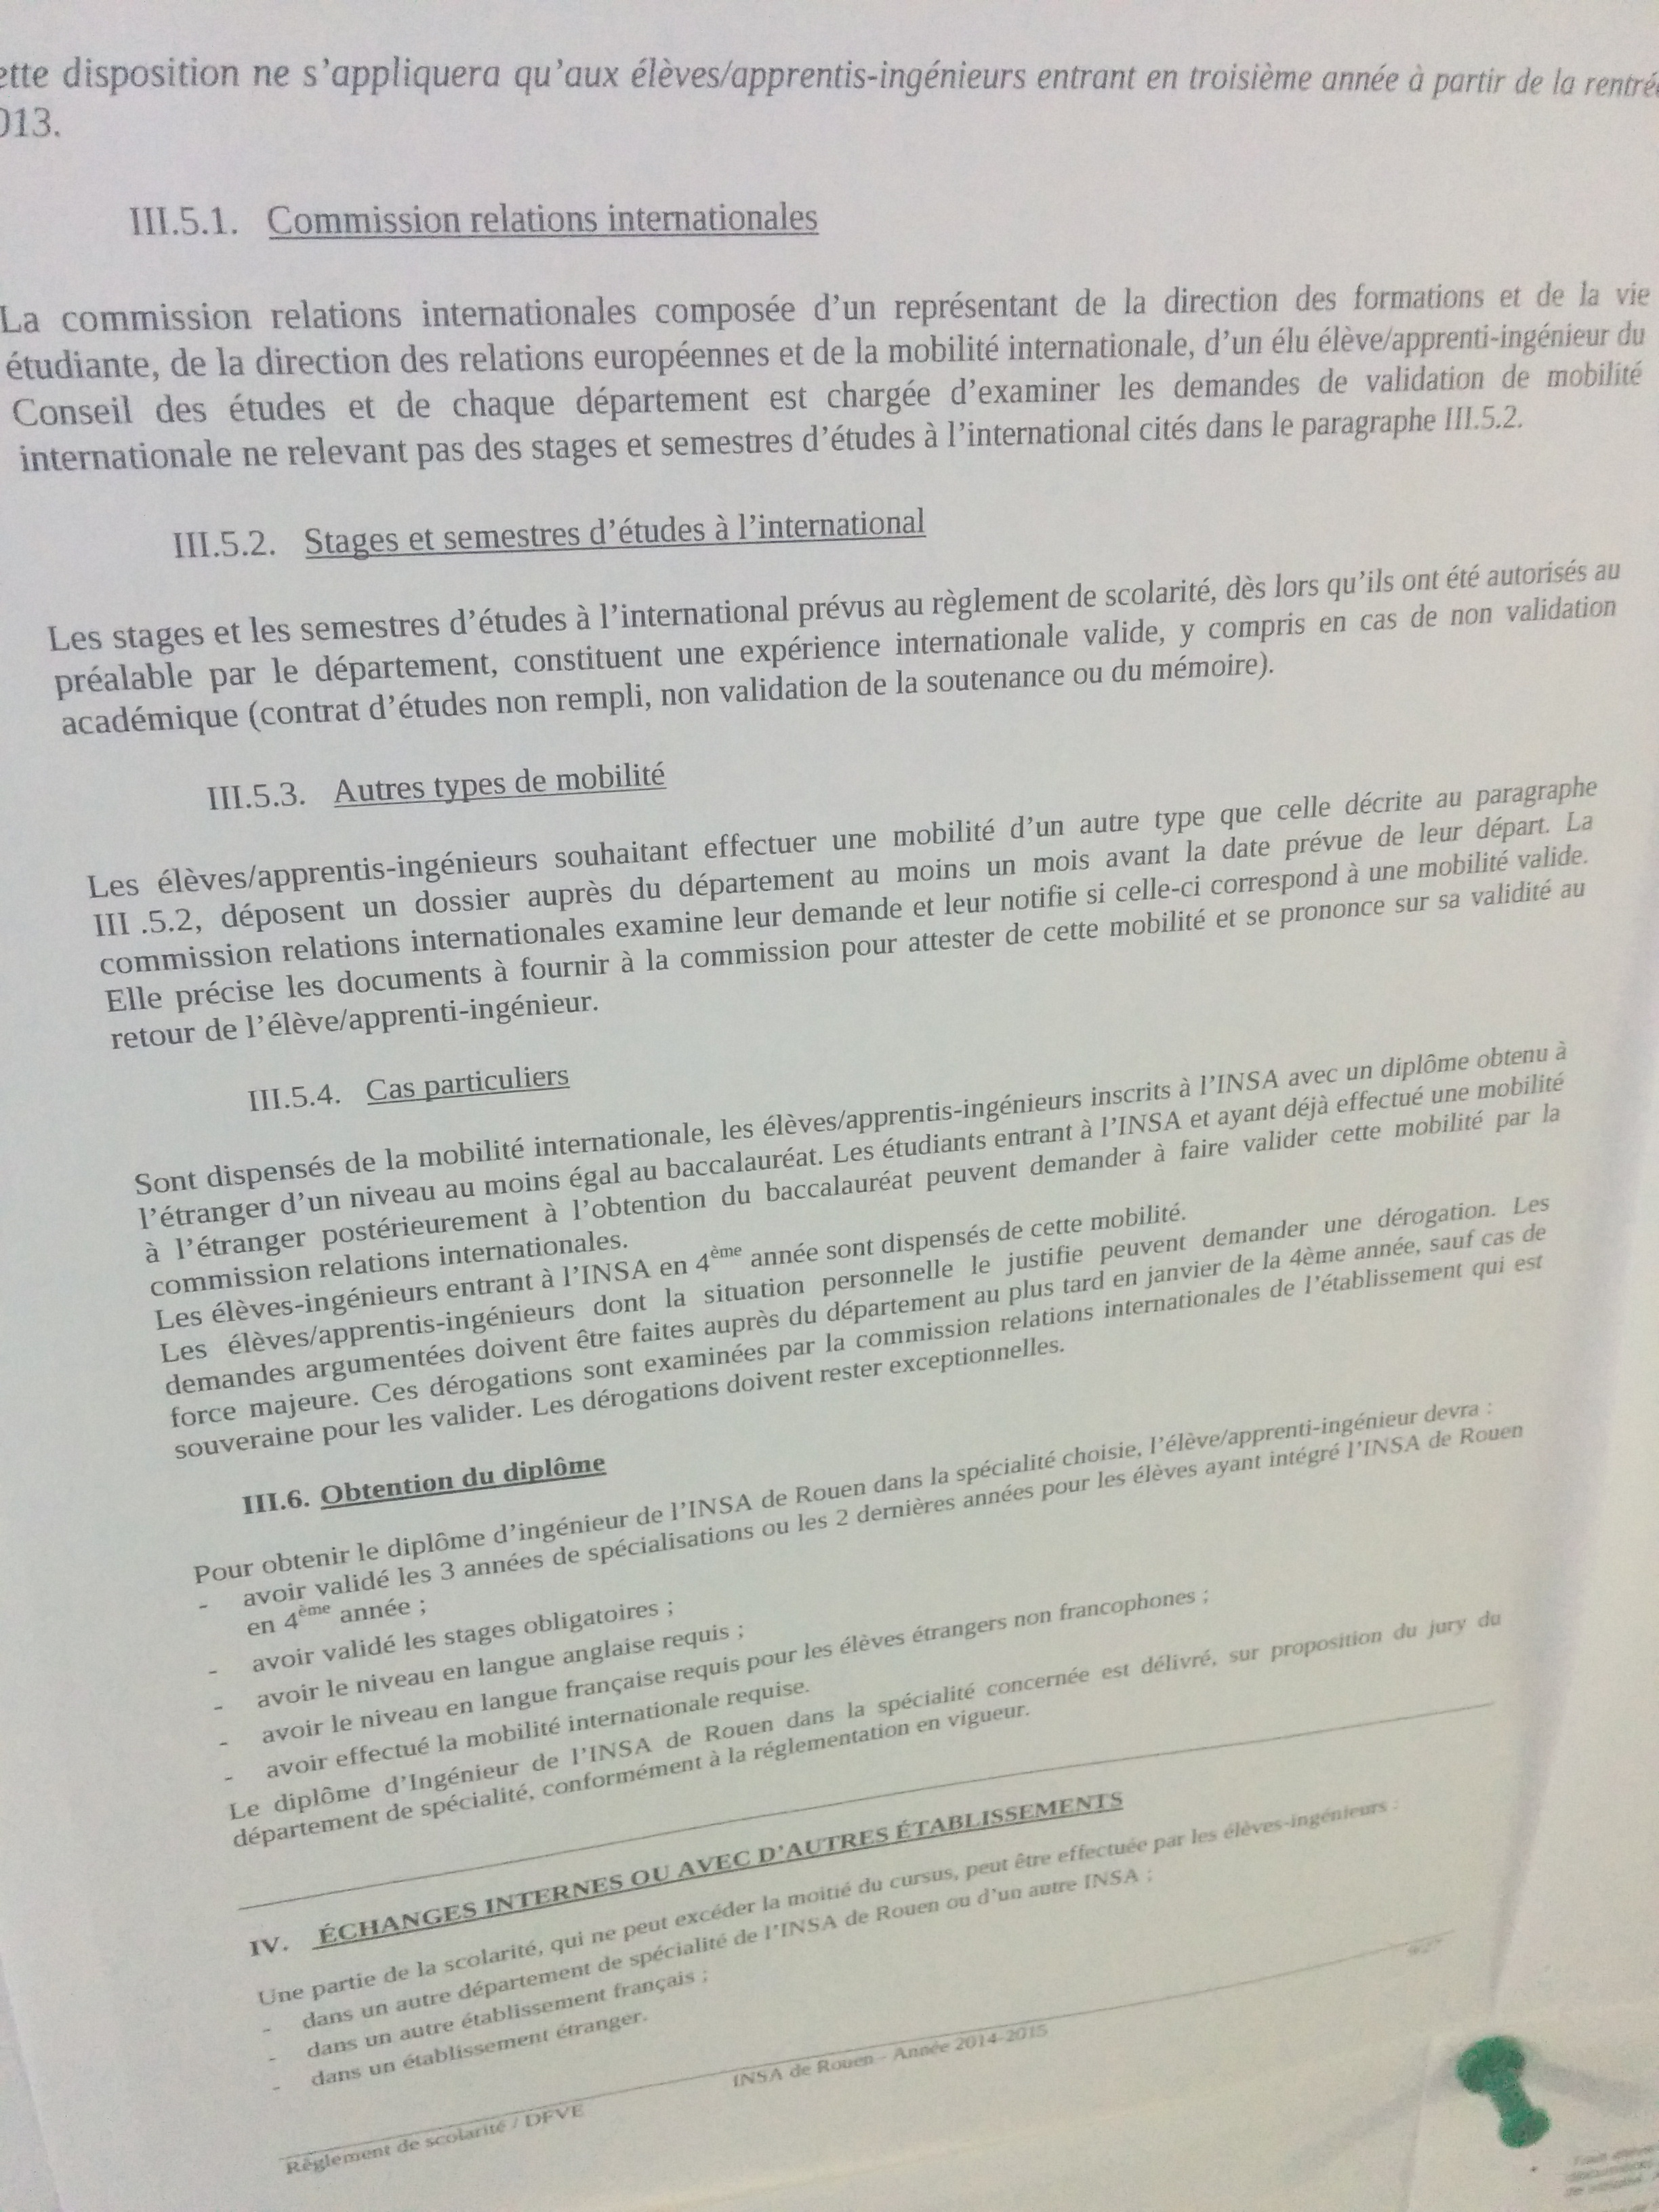 ette disposition ne s'appliquera qu'aux élèves/apprentis-ingénieurs entrant en troisième année à partir de la rentrée
013.
III.5.1. Commission relations internationales
La commission relations internationales composée d'un représentant de la direction des formations et de la vie
étudiante, de la direction des relations européennes et de la mobilité internationale, d'un élu élève/apprenti-ingénieur du
Conseil des études et de chaque département est chargée d'examiner les demandes de validation de mobilité
internationale ne relevant pas des stages et semestres d'études à l'international cités dans le paragraphe III.5.2.
III.5.2. Stages et semestres d'études à l'international
Les stages et les semestres d'études à l'international prévus au règlement de scolarité, dès lors qu'ils ont été autorisés au
préalable par le département, constituent une expérience internationale valide, y compris en cas de non validation
académique (contrat d'études non rempli, non validation de la soutenance ou du mémoire).
III.5.3. Autres types de mobilité
Les élèves/apprentis-ingénieurs souhaitant effectuer une mobilité d'un autre type que celle décrite au paragraphe
III .5.2, déposent un dossier auprès du département au moins un mois avant la date prévue de leur départ. La
commission relations internationales examine leur demande et leur notifie si celle-ci correspond à une mobilité valide.
Elle précise les documents à fournir à la commission pour attester de cette mobilité et se prononce sur sa validité au
retour de l'élève/apprenti-ingénieur.
III.5.4. Cas particuliers
Sont dispensés de la mobilité internationale, les élèves/apprentis-ingénieurs inscrits à l'INSA avec un diplôme obtenu à
l'étranger d'un niveau au moins égal au baccalauréat. Les étudiants entrant à l'INSA et ayant déjà effectué une mobilité
à l'étranger postérieurement à l'obtention du baccalauréat peuvent demander à faire valider cette mobilité par la
commission relations internationales.
Les élèves-ingénieurs entrant à l'INSA en 4ème année sont dispensés de cette mobilité.
Les élèves/apprentis-ingénieurs dont la situation personnelle le justifie peuvent demander une dérogation. Les
demandes argumentées doivent être faites auprès du département au plus tard en janvier de la 4ème année, sauf cas de
force majeure. Ces dérogations sont examinées par la commission relations internationales de l'établissement qui est
souveraine pour les valider. Les dérogations doivent rester exceptionnelles.
III.6. Obtention du diplôme
Pour obtenir le diplôme d'ingénieur de l'INSA de Rouen dans la spécialité choisie, l'élève/apprenti-ingénieur devra :
- avoir validé les 3 années de spécialisations ou les 2 dernières années pour les élèves ayant intégré l'INSA de Rouen
en 4ème année ;
- avoir validé les stages obligatoires ;
- avoir le niveau en langue anglaise requis ;
- avoir le niveau en langue française requis pour les élèves étrangers non francophones ;
- avoir effectué la mobilité internationale requise.
Le diplôme d'Ingénieur de l'INSA de Rouen dans la spécialité concernée est délivré, sur proposition du jury du
département de spécialité, conformément à la réglementation en vigueur.
IV. ÉCHANGES INTERNES OU AVEC D'AUTRES ÉTABLISSEMENTS
Une partie de la scolarité, qui ne peut excéder la moitié du cursus, peut être effectuée par les élèves-ingénieurs :
- dans un autre département de spécialité de l'INSA de Rouen ou d'un autre INSA ;
- dans un autre établissement français ;
- dans un établissement étranger.
Règlement de scolarité / DFVE
INSA de Rouen - Année 2014-2015